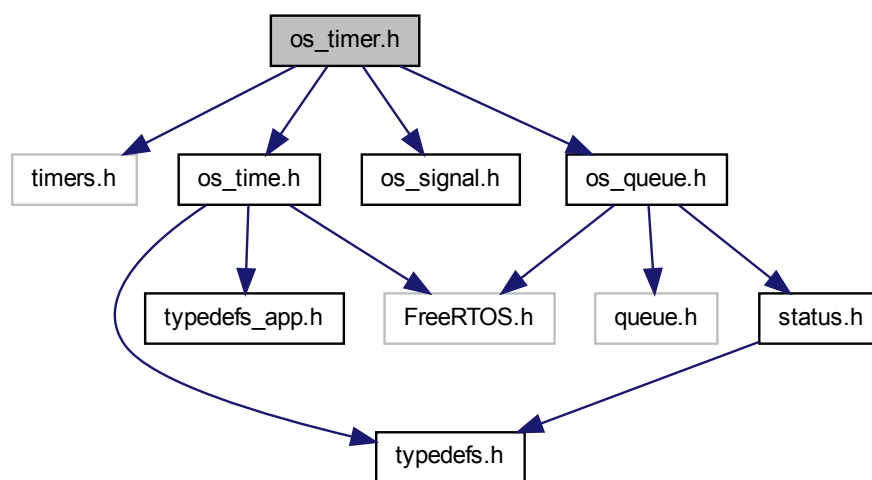 os_timer.h
timers.h
os_time.h
os_signal.h
os_queue.h
typedefs_app.h
FreeRTOS.h
queue.h
status.h
typedefs.h